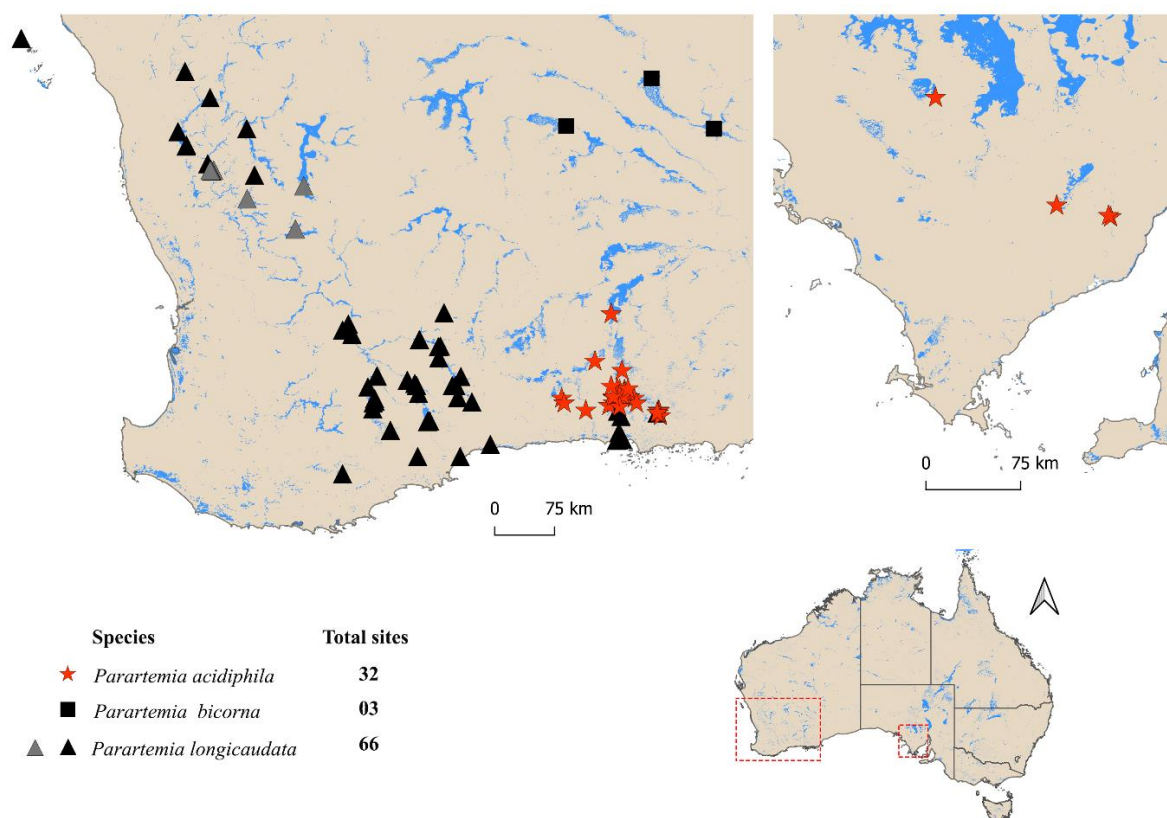 0 75 km
0 75 km
Species Total sites
Parartemia acidiphila 32
Parartemia bicorna 03
Parartemia longicaudata 66